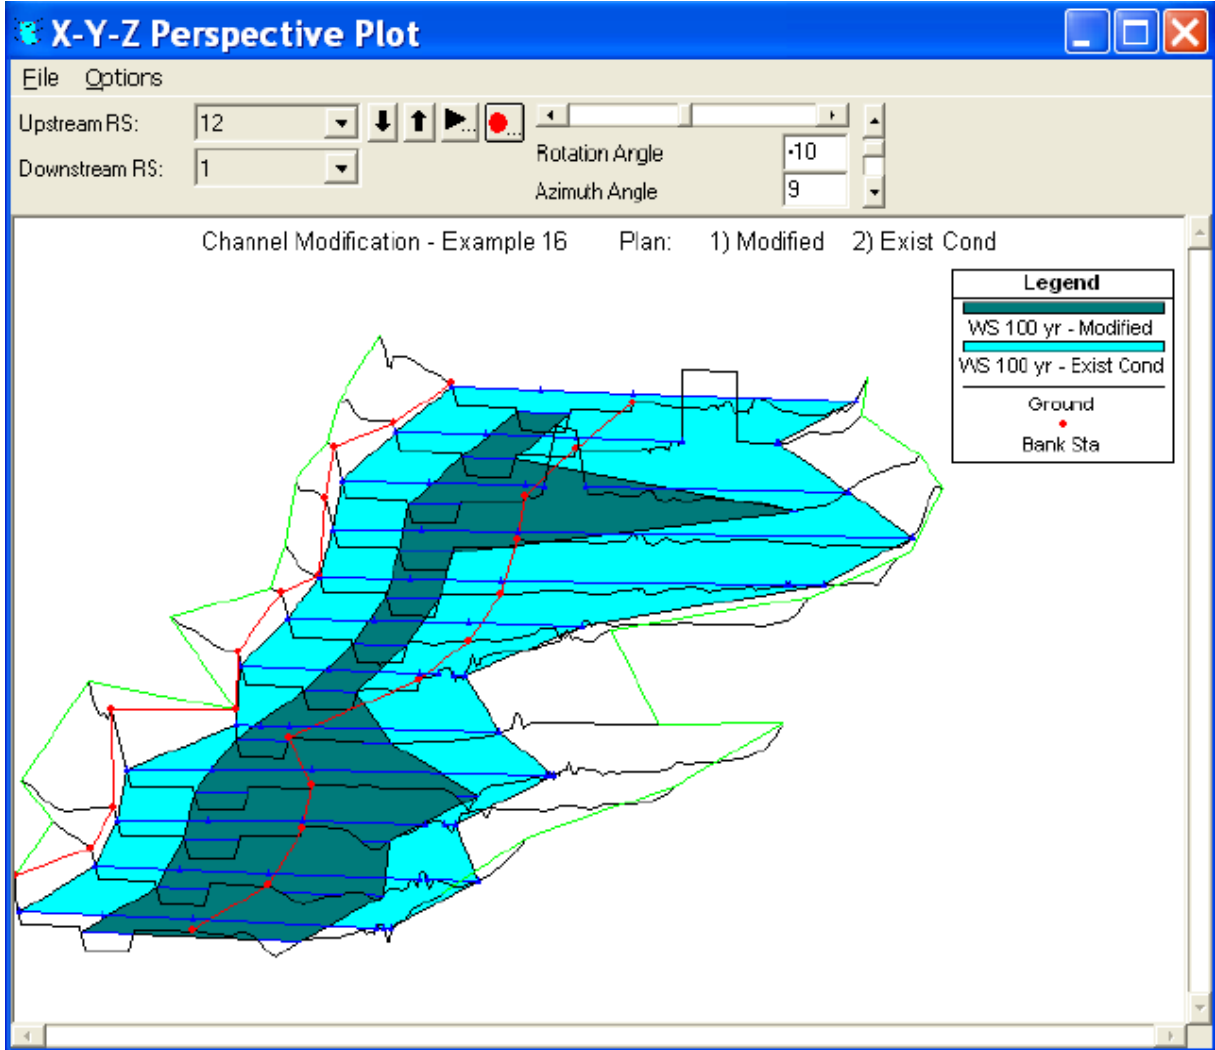 X-Y-Z Perspective Plot
File Options
Upstream RS: 12
Downstream RS: 1
Rotation Angle -10
Azimuth Angle 9
Channel Modification - Example 16 Plan: 1) Modified 2) Exist Cond
Legend
WS 100 yr - Modified
WS 100 yr - Exist Cond
Ground
Bank Sta